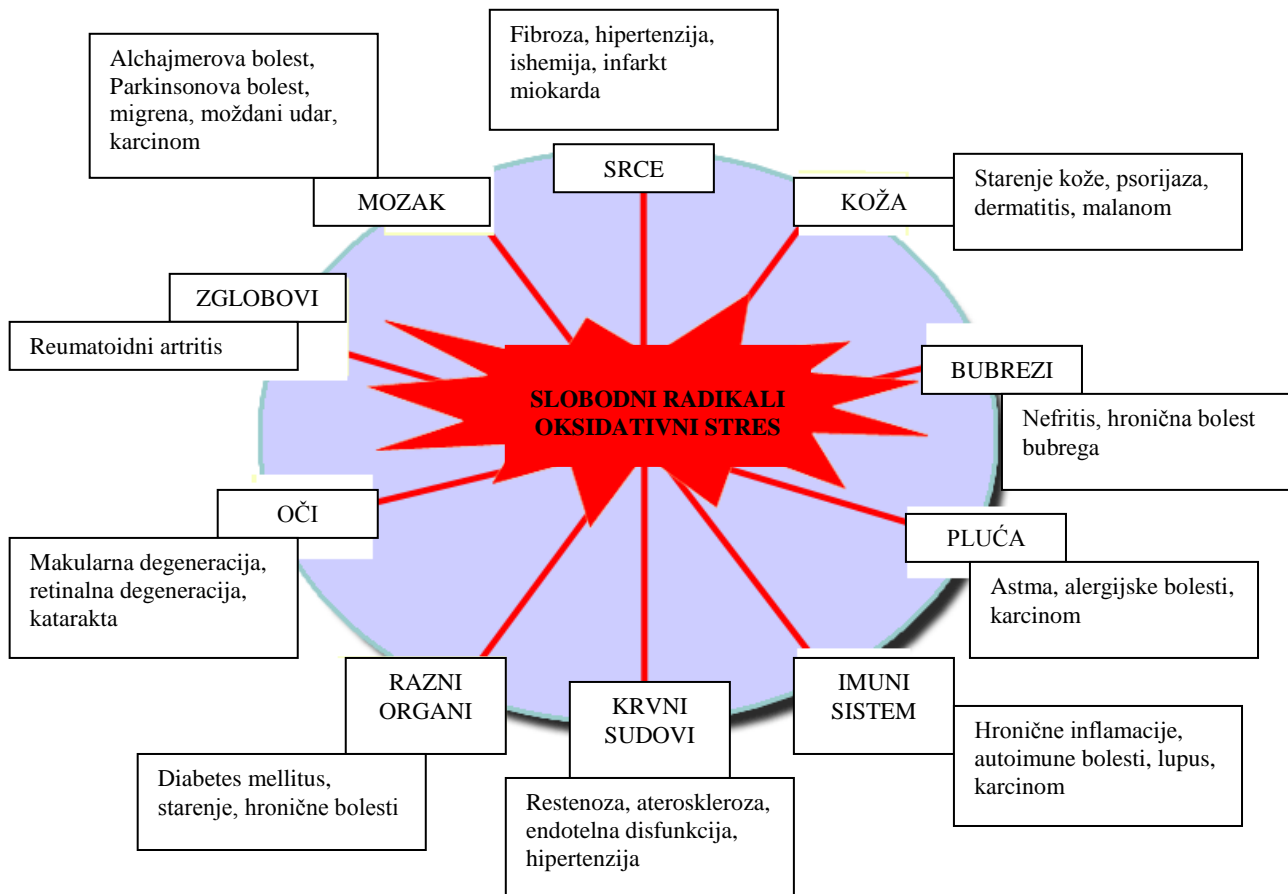 Fibroza, hipertenzija,
ishemija, infarkt
miokarda
SRCE
Alchajmerova bolest,
Parkinsonova bolest,
migrena, moždani udar,
karcinom
MOZAK
KOŽA
Starenje kože, psorijaza,
dermatitis, malanom
ZGLOBOVI
Reumatoidni artritis
BUBREZI
Nefritis, hronična bolest
bubrega
SLOBODNI RADIKALI
OKSIDATIVNI STRES
OČI
Makularna degeneracija,
retinalna degeneracija,
katarakta
PLUĆA
Astma, alergijske bolesti,
karcinom
RAZNI
ORGANI
Diabetes mellitus,
starenje, hronične bolesti
KRVNI
SUDOVI
Restenoza, ateroskleroza,
endotelna disfunkcija,
hipertenzija
IMUNI
SISTEM
Hronične inflamacije,
autoimune bolesti, lupus,
karcinom